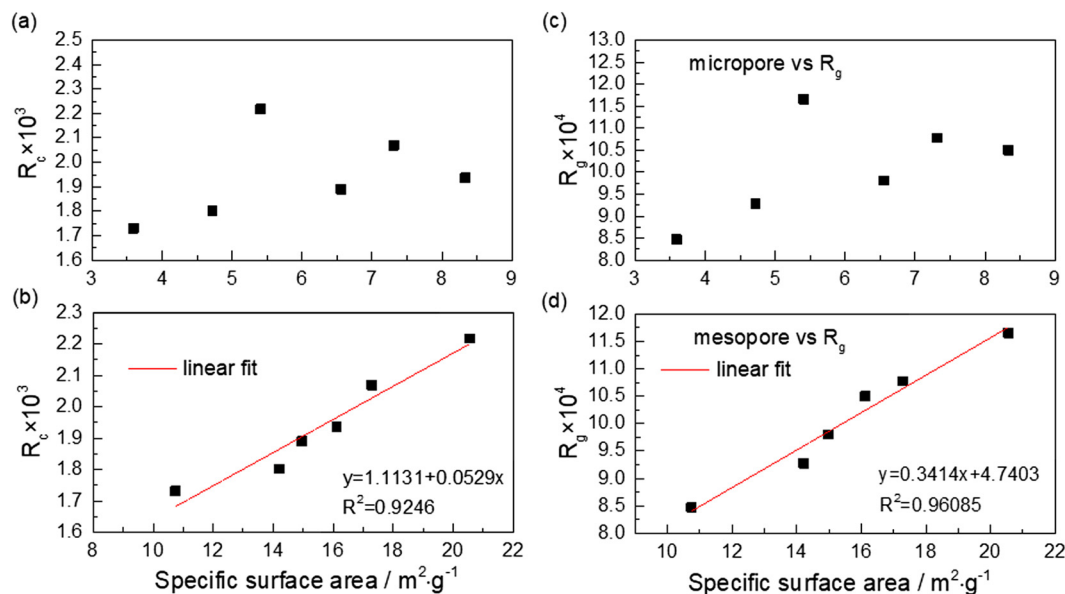 (a)
2.5
2.4
2.3
2.2
2.1
2.0
1.9
1.8
1.7
1.6
R_c×10³
3 4 5 6 7 8 9
(b)
2.3
2.2
2.1
2.0
1.9
1.8
1.7
1.6
R_c×10³
linear fit
y=1.1131+0.0529x
R²=0.9246
8 10 12 14 16 18 20 22
Specific surface area / m²·g⁻¹
(c)
13.0
12.5
12.0
11.5
11.0
10.5
10.0
9.5
9.0
8.5
8.0
R_g×10⁴
micropore vs R_g
3 4 5 6 7 8 9
(d)
12.0
11.5
11.0
10.5
10.0
9.5
9.0
8.5
8.0
R_g×10⁴
mesopore vs R_g
linear fit
y=0.3414x+4.7403
R²=0.96085
10 12 14 16 18 20 22
Specific surface area / m²·g⁻¹